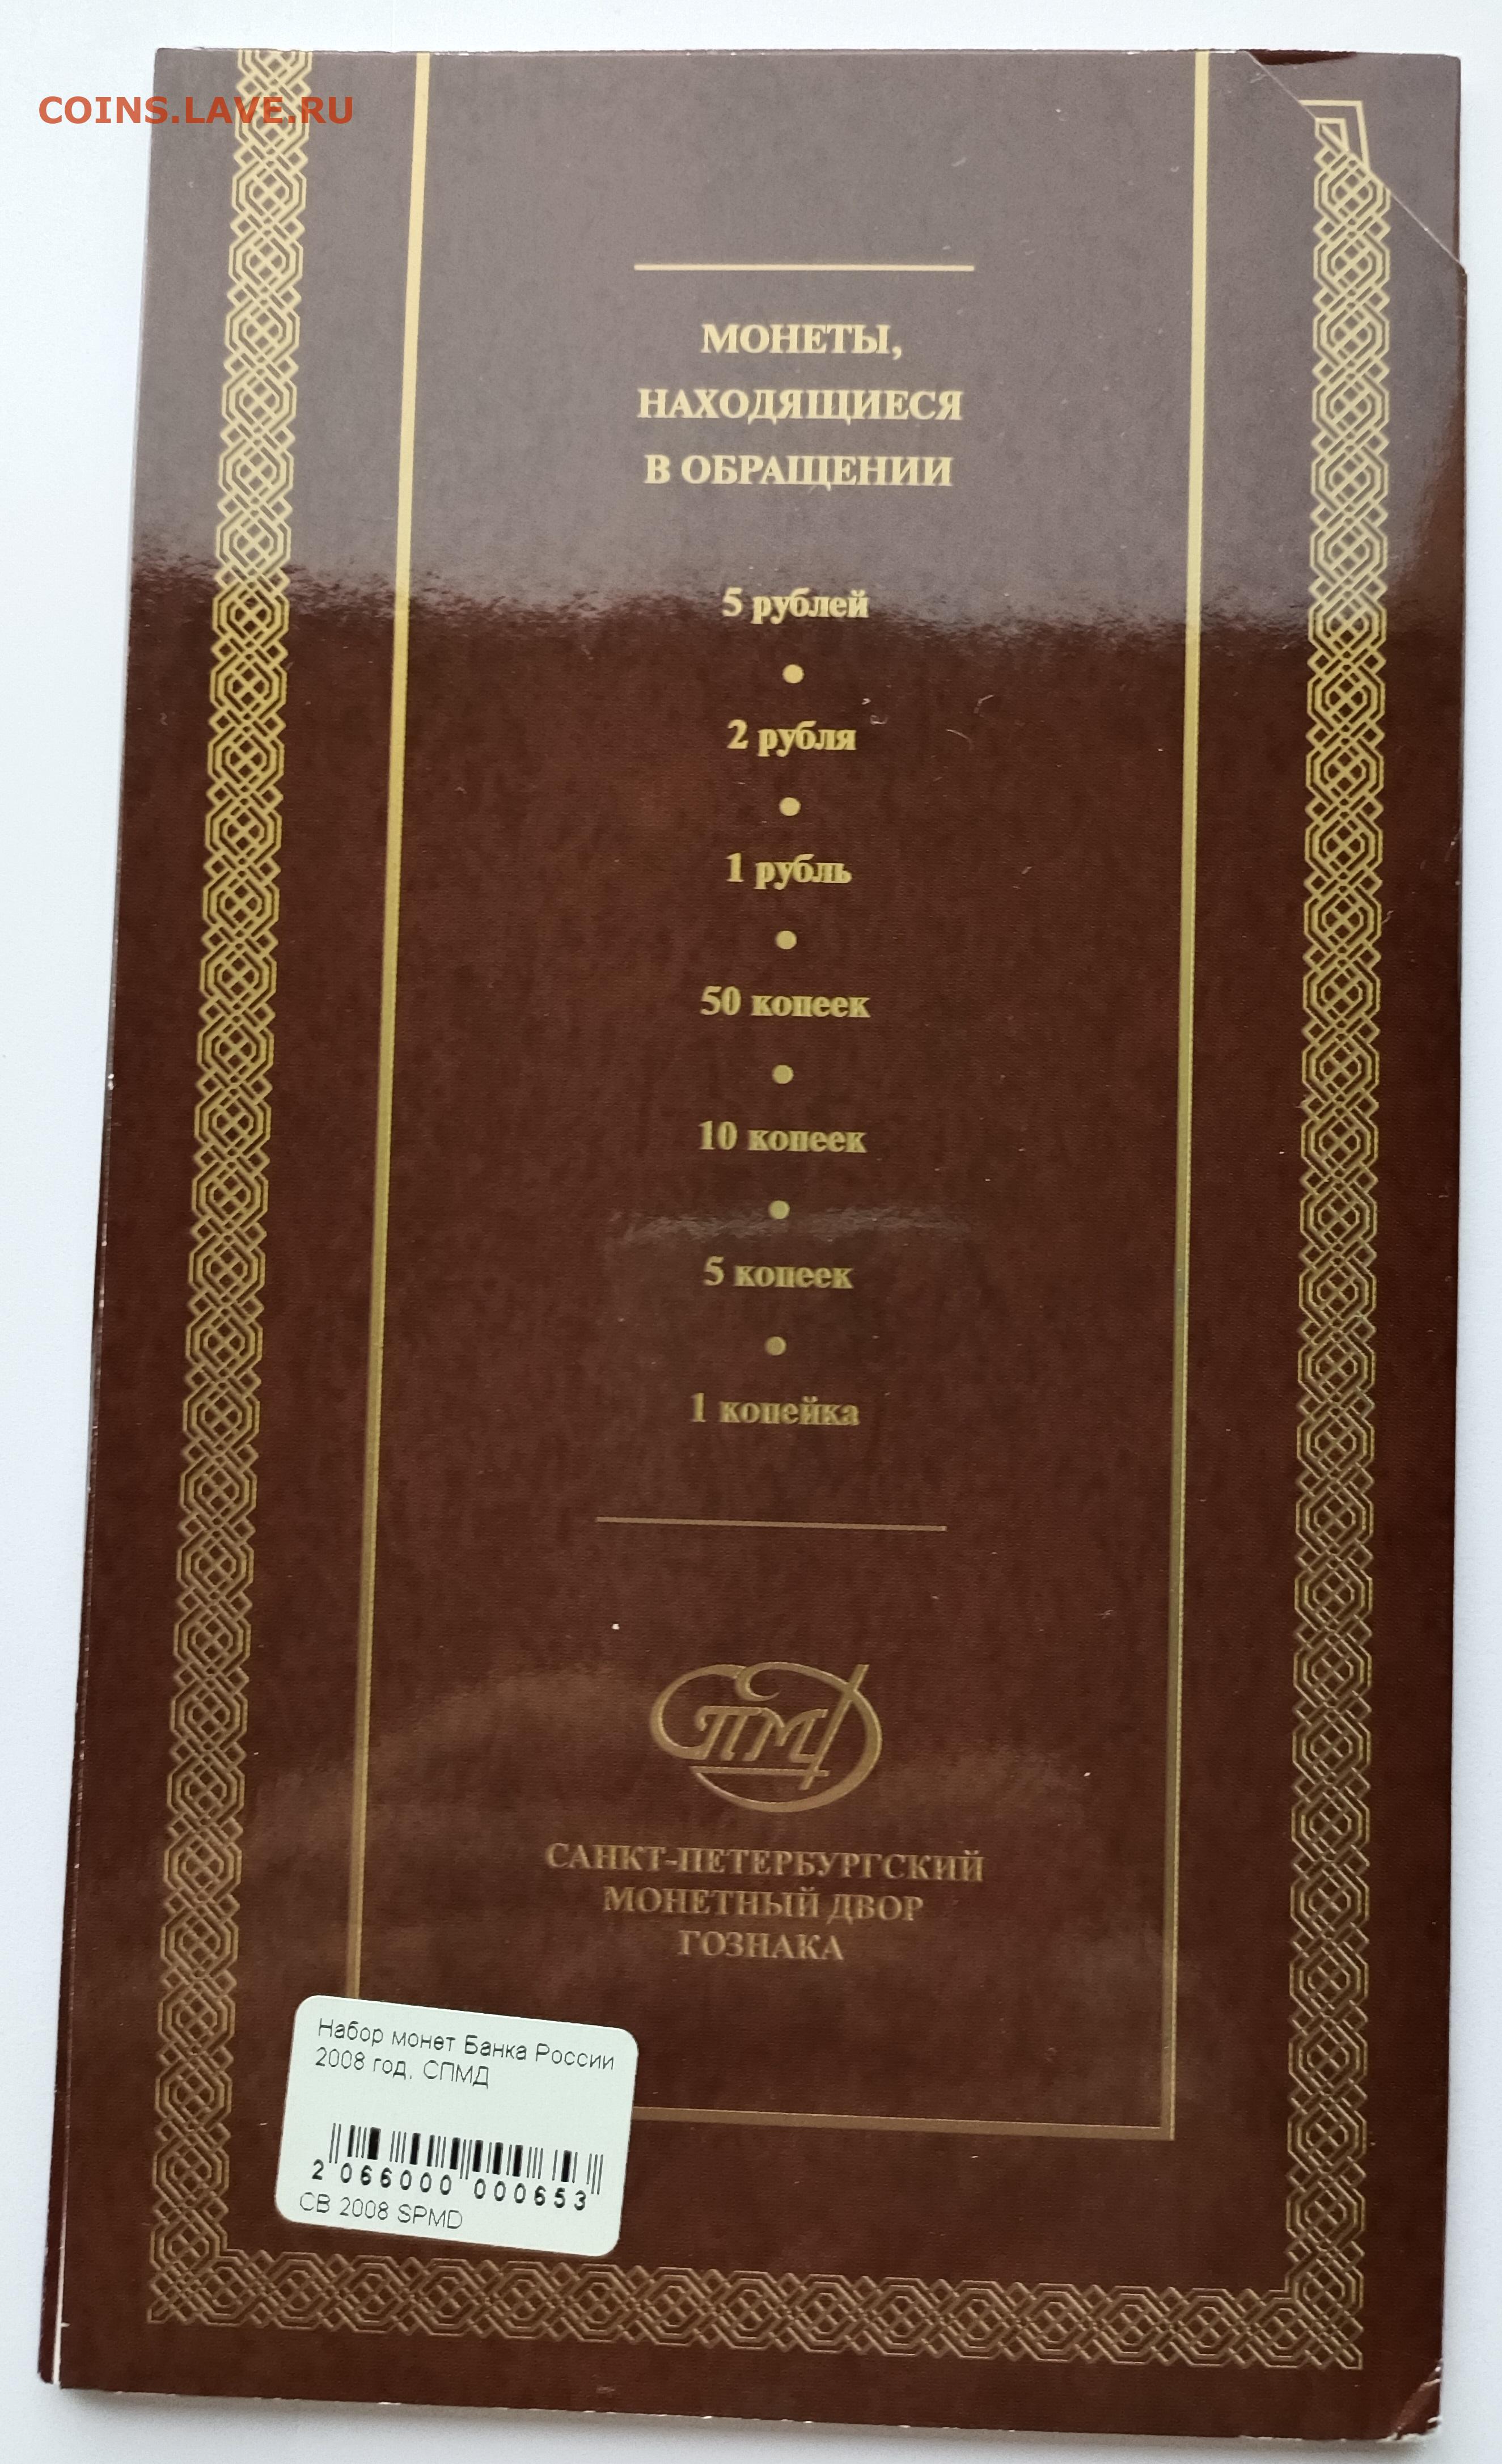 COINS.LAVE.RU
МОНЕТЫ,
НАХОДЯЩИЕСЯ
В ОБРАЩЕНИИ
5 рублей
2 рубля
1 рубль
50 копеек
10 копеек
5 копеек
1 копейка
СПМД
САНКТ-ПЕТЕРБУРГСКИЙ
МОНЕТНЫЙ ДВОР
ГОЗНАКА
Набор монет Банка России
2008 год, СПМД
2 066000 000653
СВ 2008 SPMD